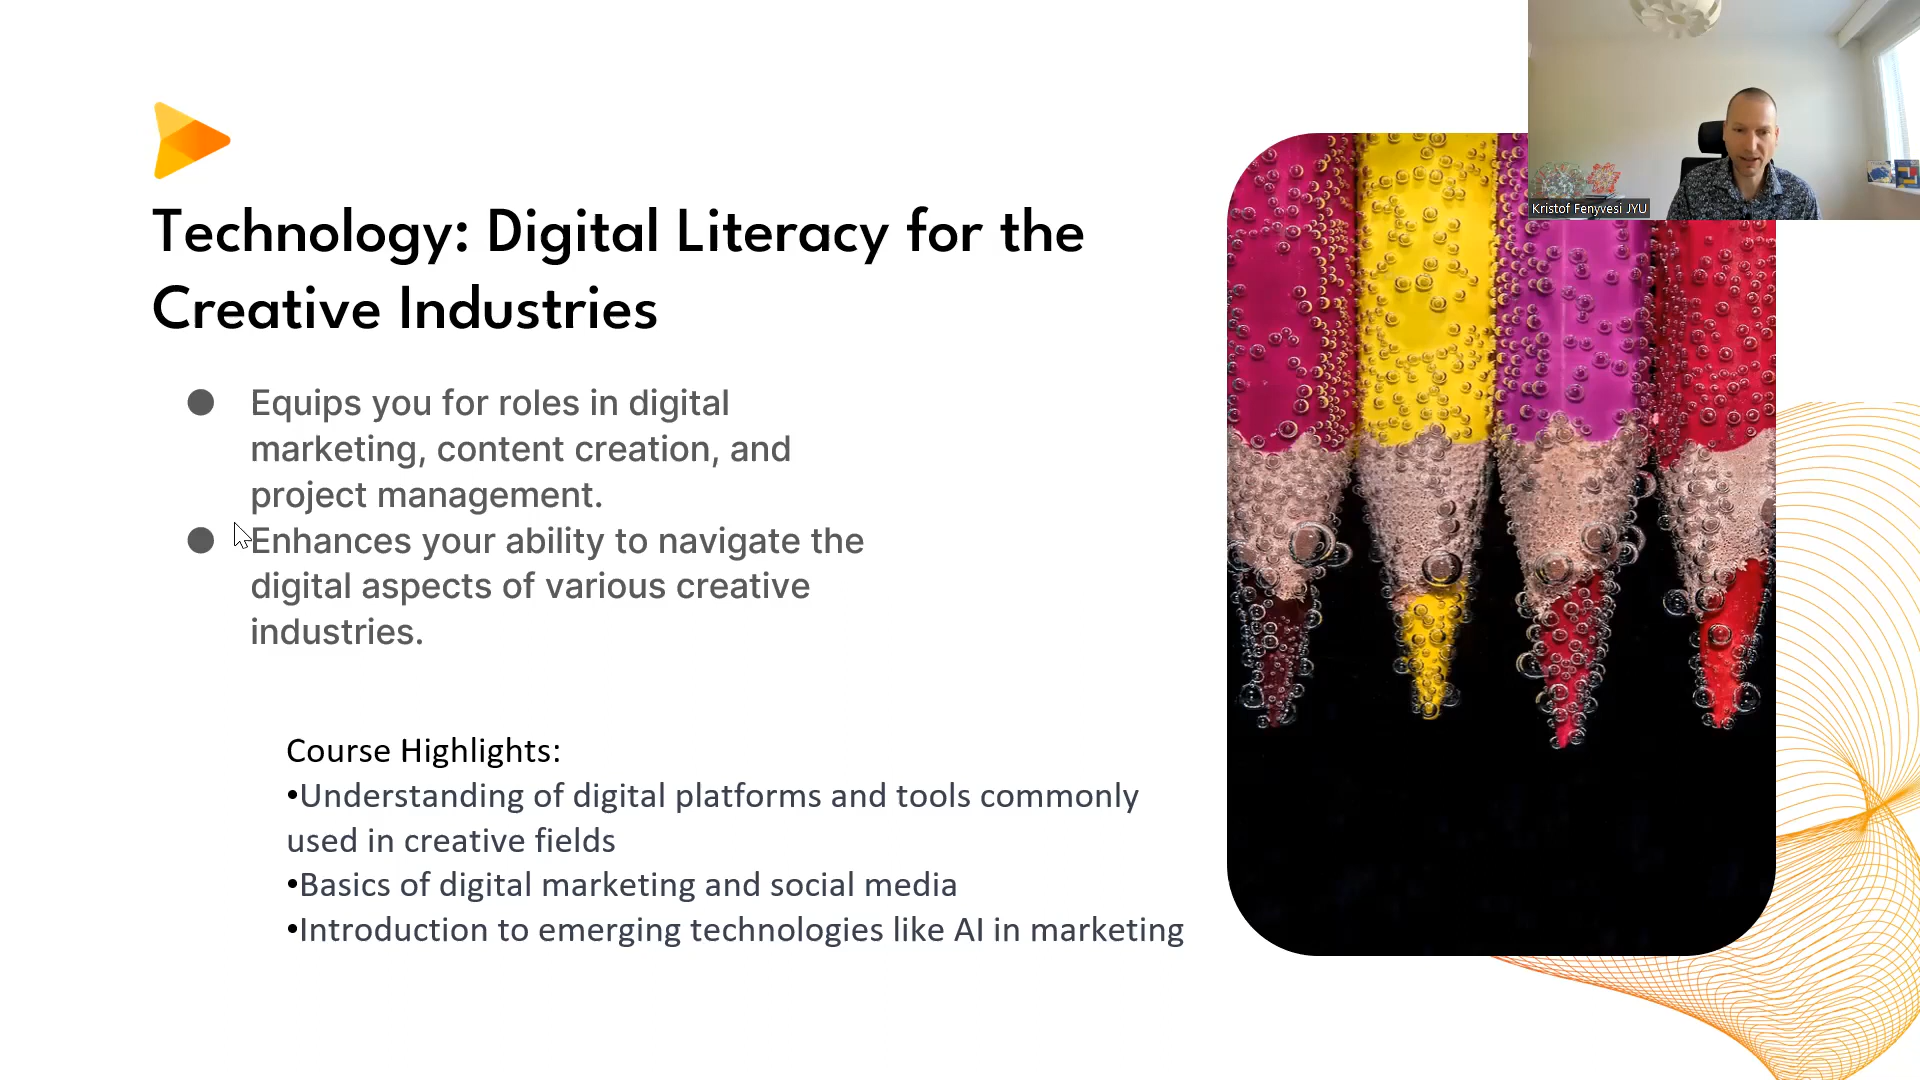 Technology: Digital Literacy for the
Creative Industries
● Equips you for roles in digital
marketing, content creation, and
project management.
● Enhances your ability to navigate the
digital aspects of various creative
industries.
Course Highlights:
•Understanding of digital platforms and tools commonly
used in creative fields
•Basics of digital marketing and social media
•Introduction to emerging technologies like AI in marketing
Kristof Fenyvesi JYU